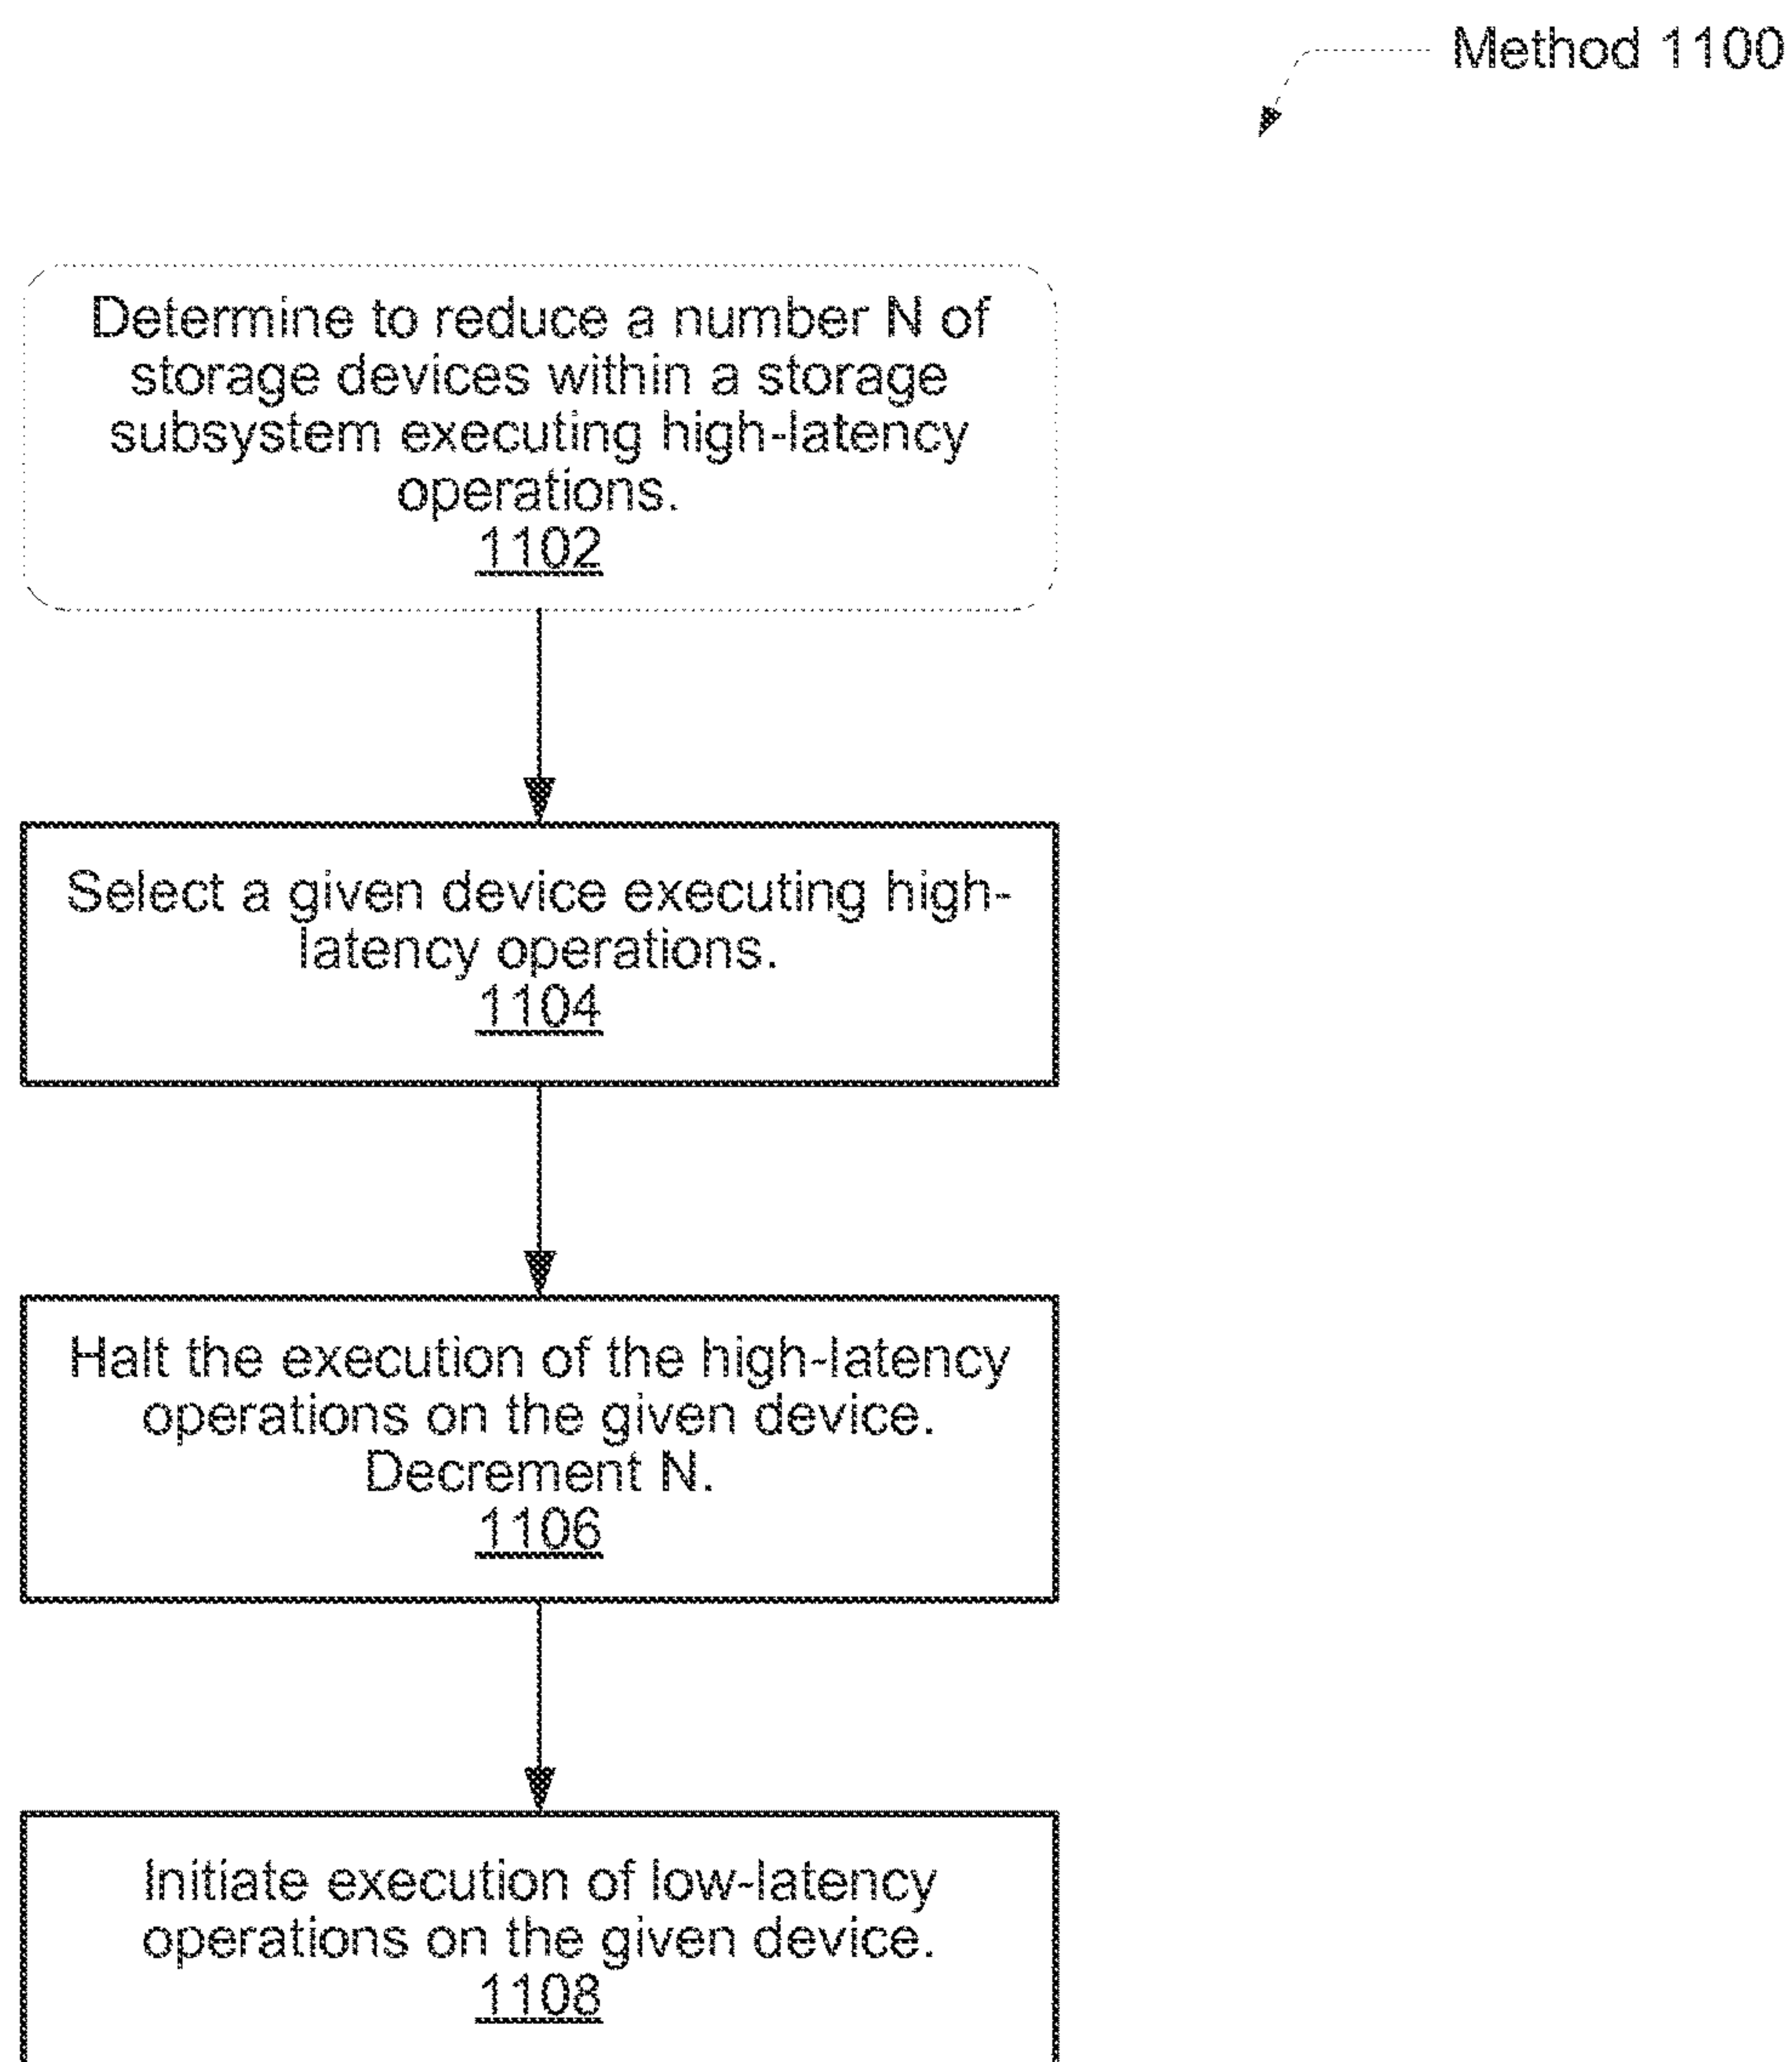 Method 1100
Determine to reduce a number N of
storage devices within a storage
subsystem executing high-latency
operations.
1102
Select a given device executing high-
latency operations.
1104
Halt the execution of the high-latency
operations on the given device.
Decrement N.
1106
Initiate execution of low-latency
operations on the given device.
1108